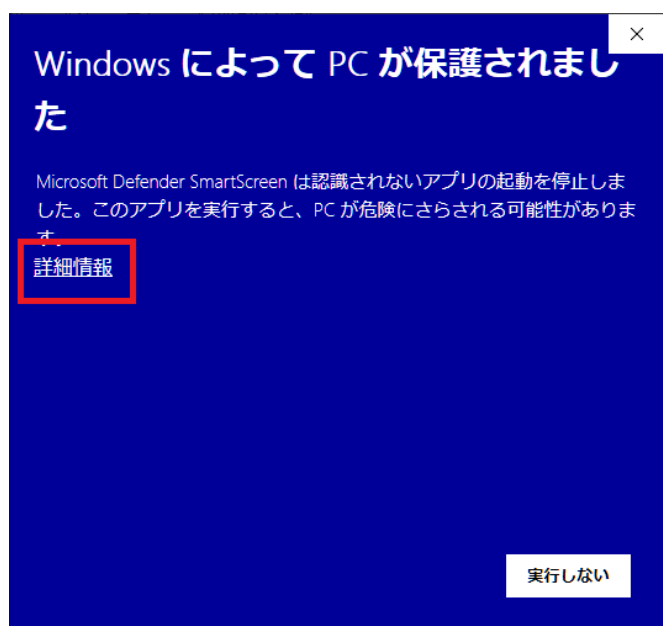 Windows によって PC が保護されまし
た
Microsoft Defender SmartScreen は認識されないアプリの起動を停止しま
した。このアプリを実行すると、PC が危険にさらされる可能性がありま
す。
詳細情報
実行しない